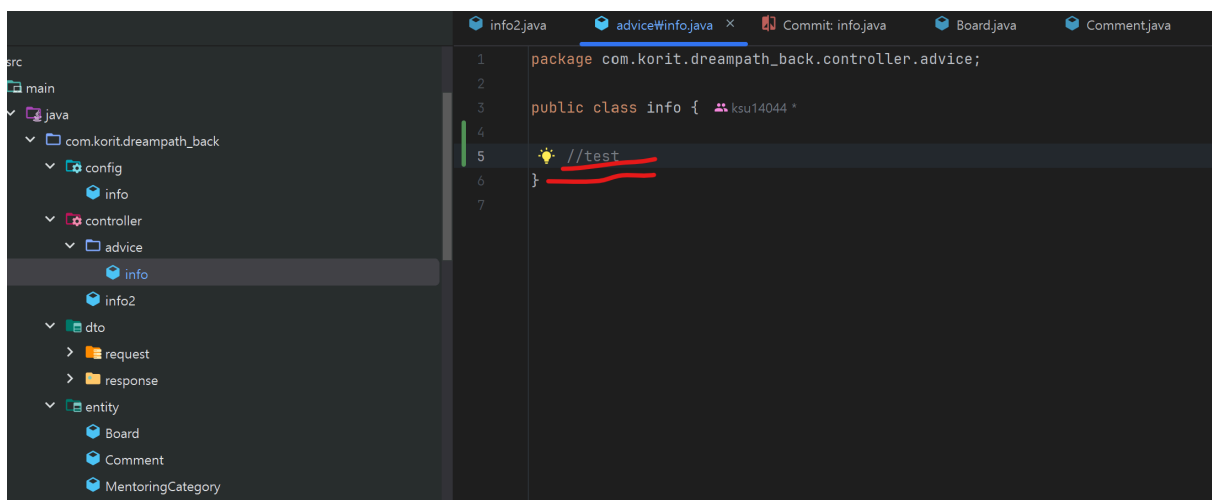 info2.java advice₩info.java × Commit: info.java Board.java Comment.java
src
main
java
com.korit.dreampath_back
config
info
controller
advice
info
info2
dto
request
response
entity
Board
Comment
MentoringCategory
1 package com.korit.dreampath_back.controller.advice;
2
3 public class info { ksu14044 *
4
5 //test
6 }
7